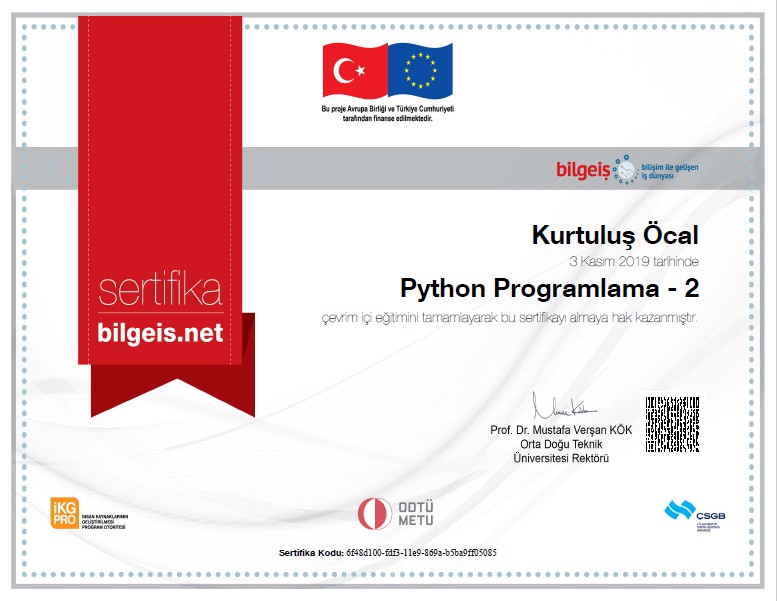 Bu proje Avrupa Birliği ve Türkiye Cumhuriyeti
tarafından finanse edilmektedir.
bilgeiş
bilişim ile gelişen
iş dünyası
Kurtuluş Öcal
3 Kasım 2019 tarihinde
Python Programlama - 2
çevrim içi eğitimini tamamlayarak bu sertifikayı almaya hak kazanmıştır.
sertifika
bilgeis.net
Prof. Dr. Mustafa Verşan KÖK
Orta Doğu Teknik
Üniversitesi Rektörü
iKG
PRO
İNSAN KAYNAKLARININ
GELİŞTİRİLMESİ
PROGRAM OTORİTESİ
ODTÜ
METU
ÇSGB
Sertifika Kodu: 6f48d100-fdf3-11e9-869a-b5ba9ff05085